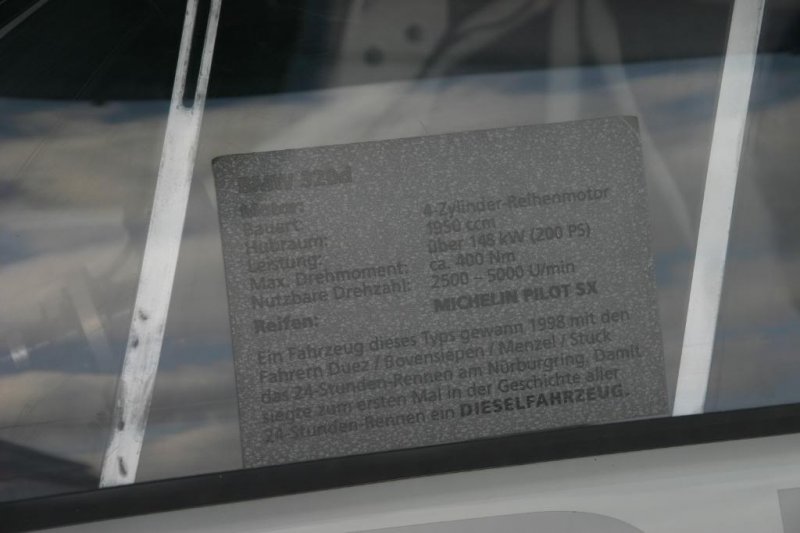 BMW 320d
Motor:
Bauart: 4-Zylinder-Reihenmotor
Hubraum: 1950 ccm
Leistung: über 148 kW (200 PS)
Max. Drehmoment: ca. 400 Nm
Nutzbare Drehzahl: 2500 - 5000 U/min
Reifen: MICHELIN PILOT SX
Ein Fahrzeug dieses Typs gewann 1998 mit den
Fahrern Duez / Bovensiepen / Menzel / Stuck
das 24-Stunden-Rennen am Nürburgring. Damit
siegte zum ersten Mal in der Geschichte aller
24-Stunden-Rennen ein DIESELFAHRZEUG.